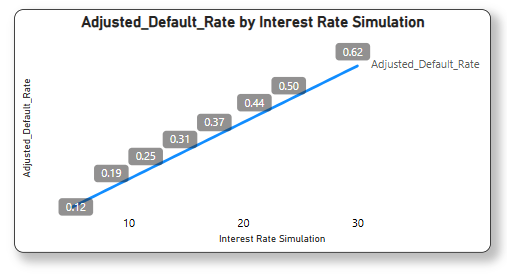 Adjusted_Default_Rate by Interest Rate Simulation
Adjusted_Default_Rate
0.12
0.19
0.25
0.31
0.37
0.44
0.50
0.62
Adjusted_Default_Rate
10
20
30
Interest Rate Simulation